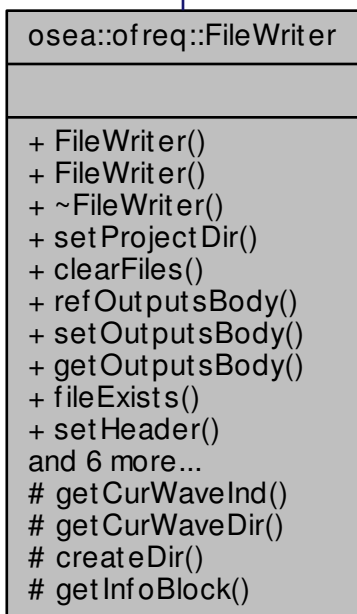 osea::ofreq::FileWriter
+ FileWriter()
+ FileWriter()
+ ~FileWriter()
+ setProjectDir()
+ clearFiles()
+ refOutputsBody()
+ setOutputsBody()
+ getOutputsBody()
+ fileExists()
+ setHeader()
and 6 more...
# getCurWaveInd()
# getCurWaveDir()
# createDir()
# getInfoBlock()